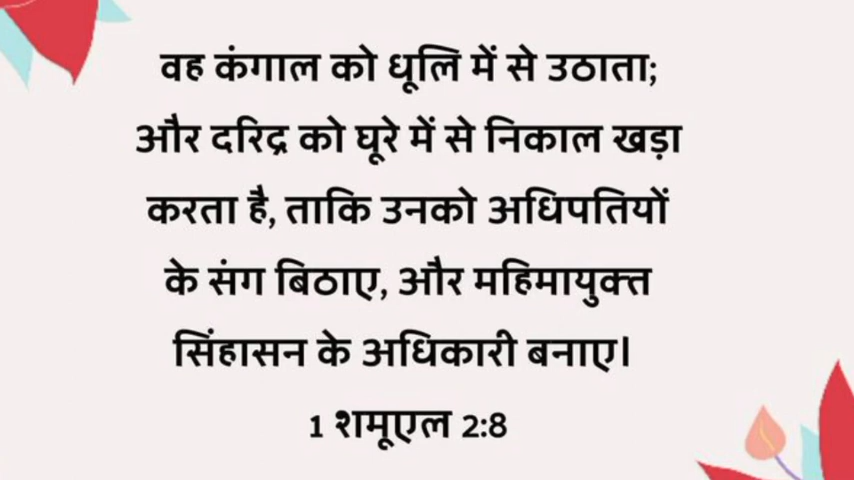 वह कंगाल को धूलि में से उठाता;
और दरिद्र को घूरे में से निकाल खड़ा
करता है, ताकि उनको अधिपतियों
के संग बिठाए, और महिमायुक्त
सिंहासन के अधिकारी बनाए।
1 शमूएल 2:8